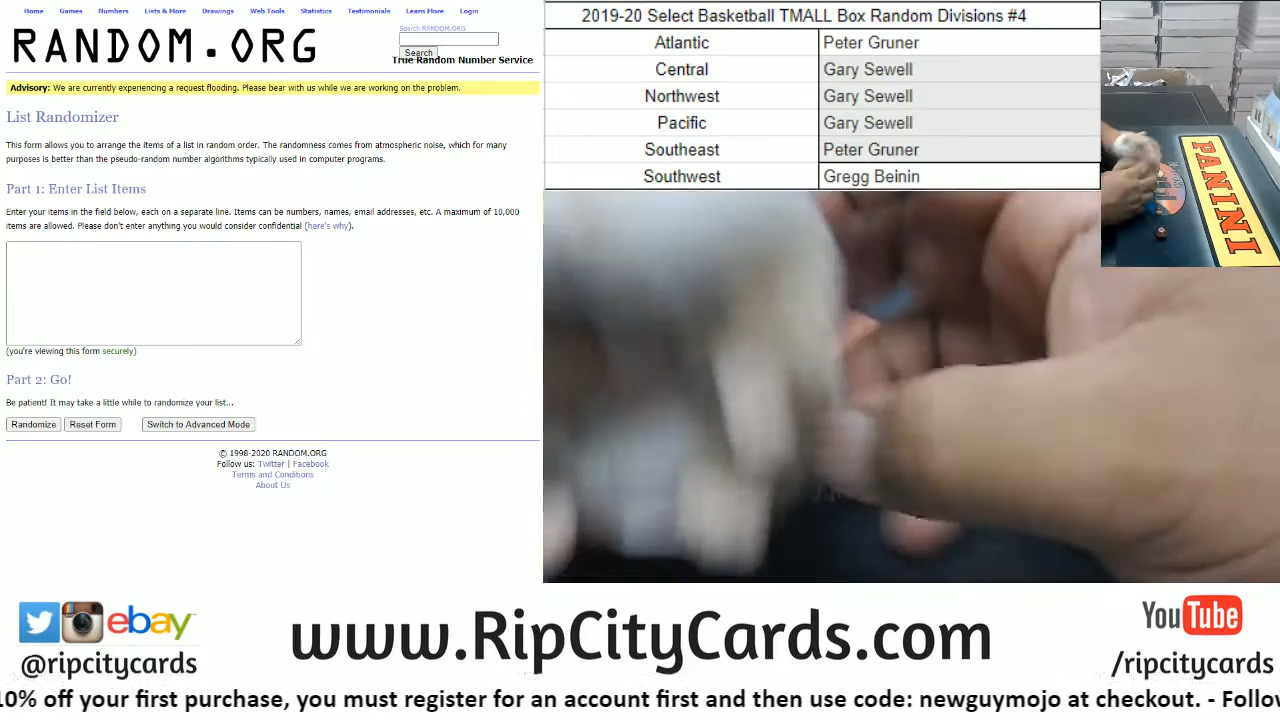 Home Games Numbers Lists & More Drawings Web Tools Statistics Testimonials Learn More Login
RANDOM.ORG
Search RANDOM.ORG
Search
True Random Number Service
Advisory: We are currently experiencing a request flooding. Please bear with us while we are working on the problem.
List Randomizer
This form allows you to arrange the items of a list in random order. The randomness comes from atmospheric noise, which for many
purposes is better than the pseudo-random number algorithms typically used in computer programs.
Part 1: Enter List Items
Enter your items in the field below, each on a separate line. Items can be numbers, names, email addresses, etc. A maximum of 10,000
items are allowed. Please don't enter anything you would consider confidential (here's why).
(you're viewing this form securely)
Part 2: Go!
Be patient! It may take a little while to randomize your list...
Randomize Reset Form Switch to Advanced Mode
© 1998-2020 RANDOM.ORG
Follow us: Twitter | Facebook
Terms and Conditions
About Us
2019-20 Select Basketball TMALL Box Random Divisions #4
Atlantic Peter Gruner
Central Gary Sewell
Northwest Gary Sewell
Pacific Gary Sewell
Southeast Peter Gruner
Southwest Gregg Beinin
PANINI
ebay
@ripcitycards
www.RipCityCards.com
YouTube
/ripcitycards
10% off your first purchase, you must register for an account first and then use code: newguymojo at checkout. - Follo